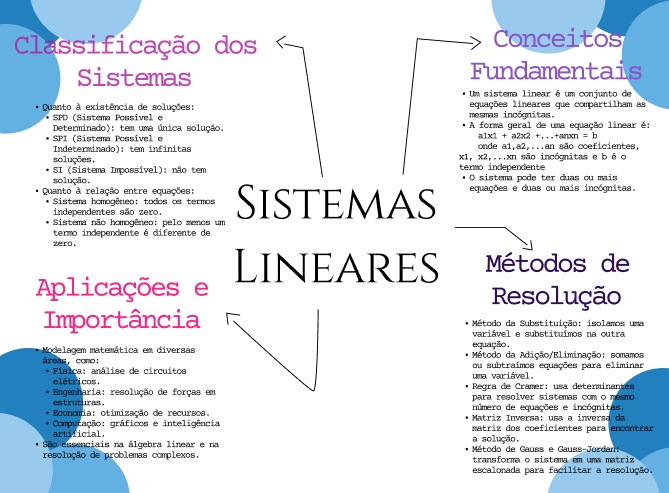 Classificação dos
Sistemas
• Quanto à existência de soluções:
• SPD (Sistema Possível e
Determinado): tem uma única solução.
• SPI (Sistema Possível e
Indeterminado): tem infinitas
soluções.
• SI (Sistema Impossível): não tem
solução.
• Quanto à relação entre equações:
• Sistema homogêneo: todos os termos
independentes são zero.
• Sistema não homogêneo: pelo menos um
termo independente é diferente de
zero.
Conceitos
Fundamentais
• Um sistema linear é um conjunto de
equações lineares que compartilham as
mesmas incógnitas.
• A forma geral de uma equação linear é:
a1x1 + a2x2 +...+anxn = b
onde a1,a2,...an são coeficientes,
x1, x2,...xn são incógnitas e b é o
termo independente
• O sistema pode ter duas ou mais
equações e duas ou mais incógnitas.
SISTEMAS
LINEARES
Aplicações e
Importância
• Modelagem matemática em diversas
áreas, como:
• Física: análise de circuitos
elétricos.
• Engenharia: resolução de forças em
estruturas.
• Economia: otimização de recursos.
• Computação: gráficos e inteligência
artificial.
• São essenciais na álgebra linear e na
resolução de problemas complexos.
Métodos de
Resolução
• Método da Substituição: isolamos uma
variável e substituímos na outra
equação.
• Método da Adição/Eliminação: somamos
ou subtraímos equações para eliminar
uma variável.
• Regra de Cramer: usa determinantes
para resolver sistemas com o mesmo
número de equações e incógnitas.
• Matriz Inversa: usa a inversa da
matriz dos coeficientes para encontrar
a solução.
• Método de Gauss e Gauss-Jordan:
transforma o sistema em uma matriz
escalonada para facilitar a resolução.